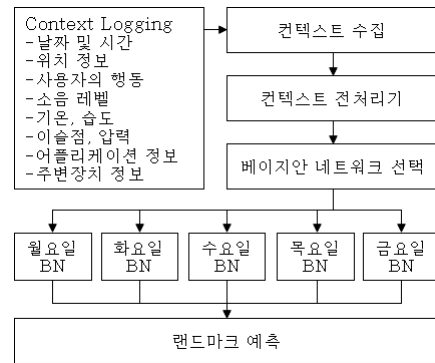 Context Logging
-날짜 및 시간
-위치 정보
-사용자의 행동
-소음 레벨
-기온, 습도
-이슬점, 압력
-어플리케이션 정보
-주변장치 정보
컨텍스트 수집
컨텍스트 전처리기
베이지안 네트워크 선택
월요일
BN
화요일
BN
수요일
BN
목요일
BN
금요일
BN
랜드마크 예측